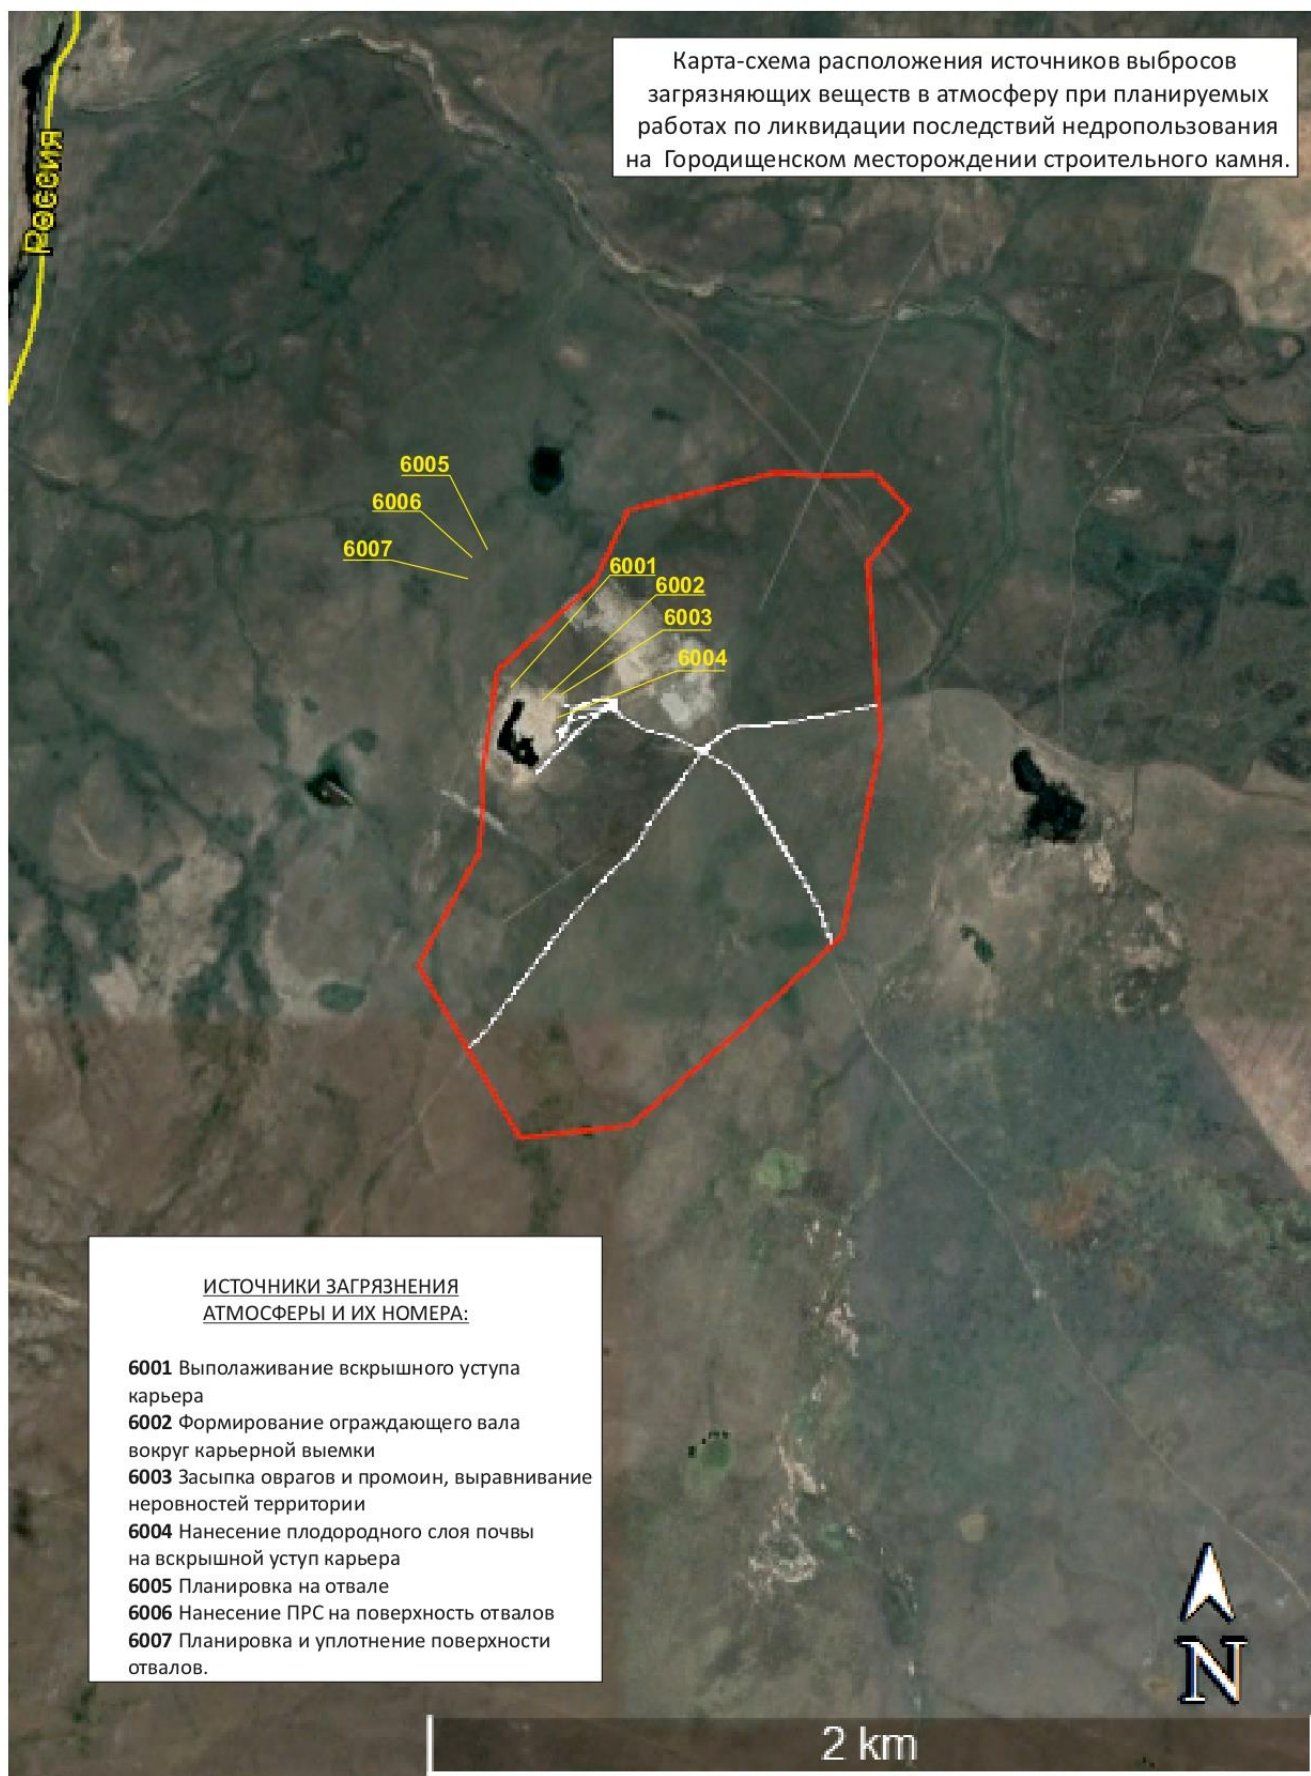 Карта-схема расположения источников выбросов
загрязняющих веществ в атмосферу при планируемых
работах по ликвидации последствий недропользования
на Городищенском месторождении строительного камня.
Россия
6005
6006
6007
6001
6002
6003
6004
ИСТОЧНИКИ ЗАГРЯЗНЕНИЯ
АТМОСФЕРЫ И ИХ НОМЕРА:
6001 Выполаживание вскрышного уступа
карьера
6002 Формирование ограждающего вала
вокруг карьерной выемки
6003 Засыпка оврагов и промоин, выравнивание
неровностей территории
6004 Нанесение плодородного слоя почвы
на вскрышной уступ карьера
6005 Планировка на отвале
6006 Нанесение ПРС на поверхность отвалов
6007 Планировка и уплотнение поверхности
отвалов.
N
2 km